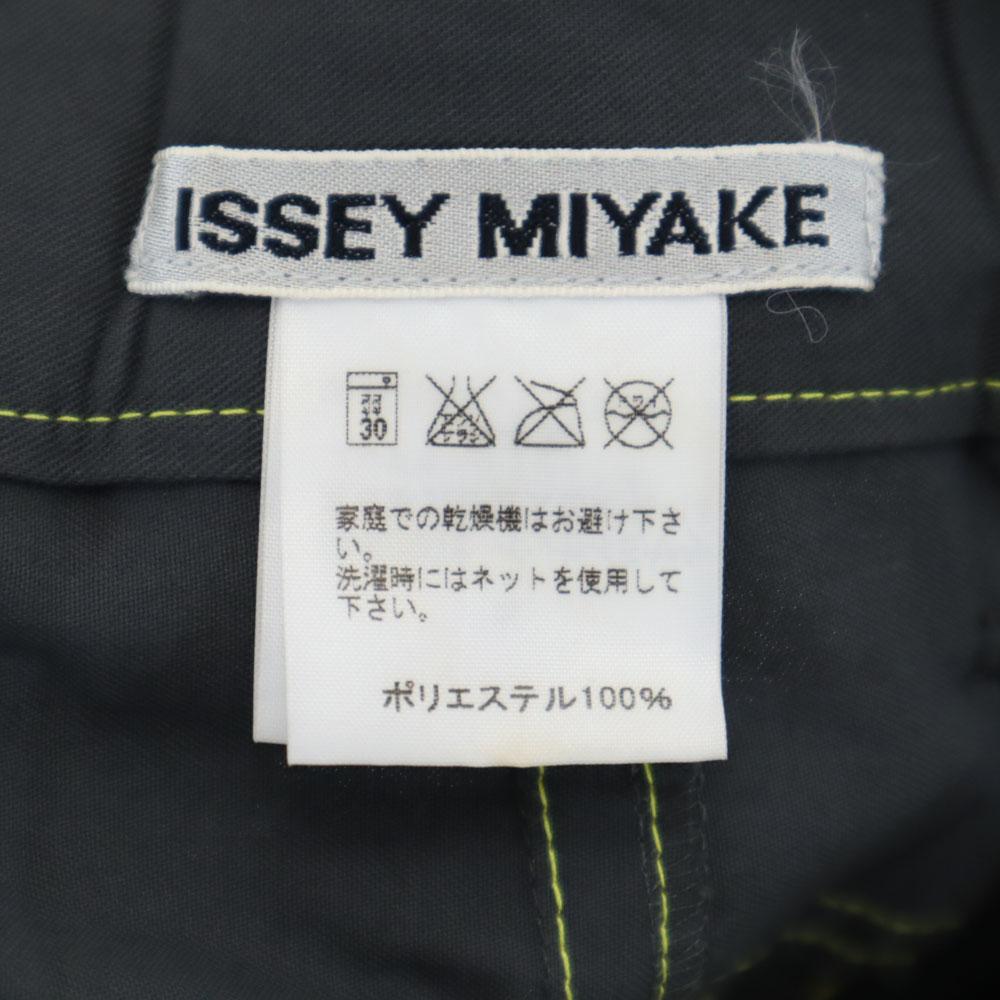 ISSEY MIYAKE
30
家庭での乾燥機はお避け下さ
い。
洗濯時にはネットを使用して
下さい。
ポリエステル100%